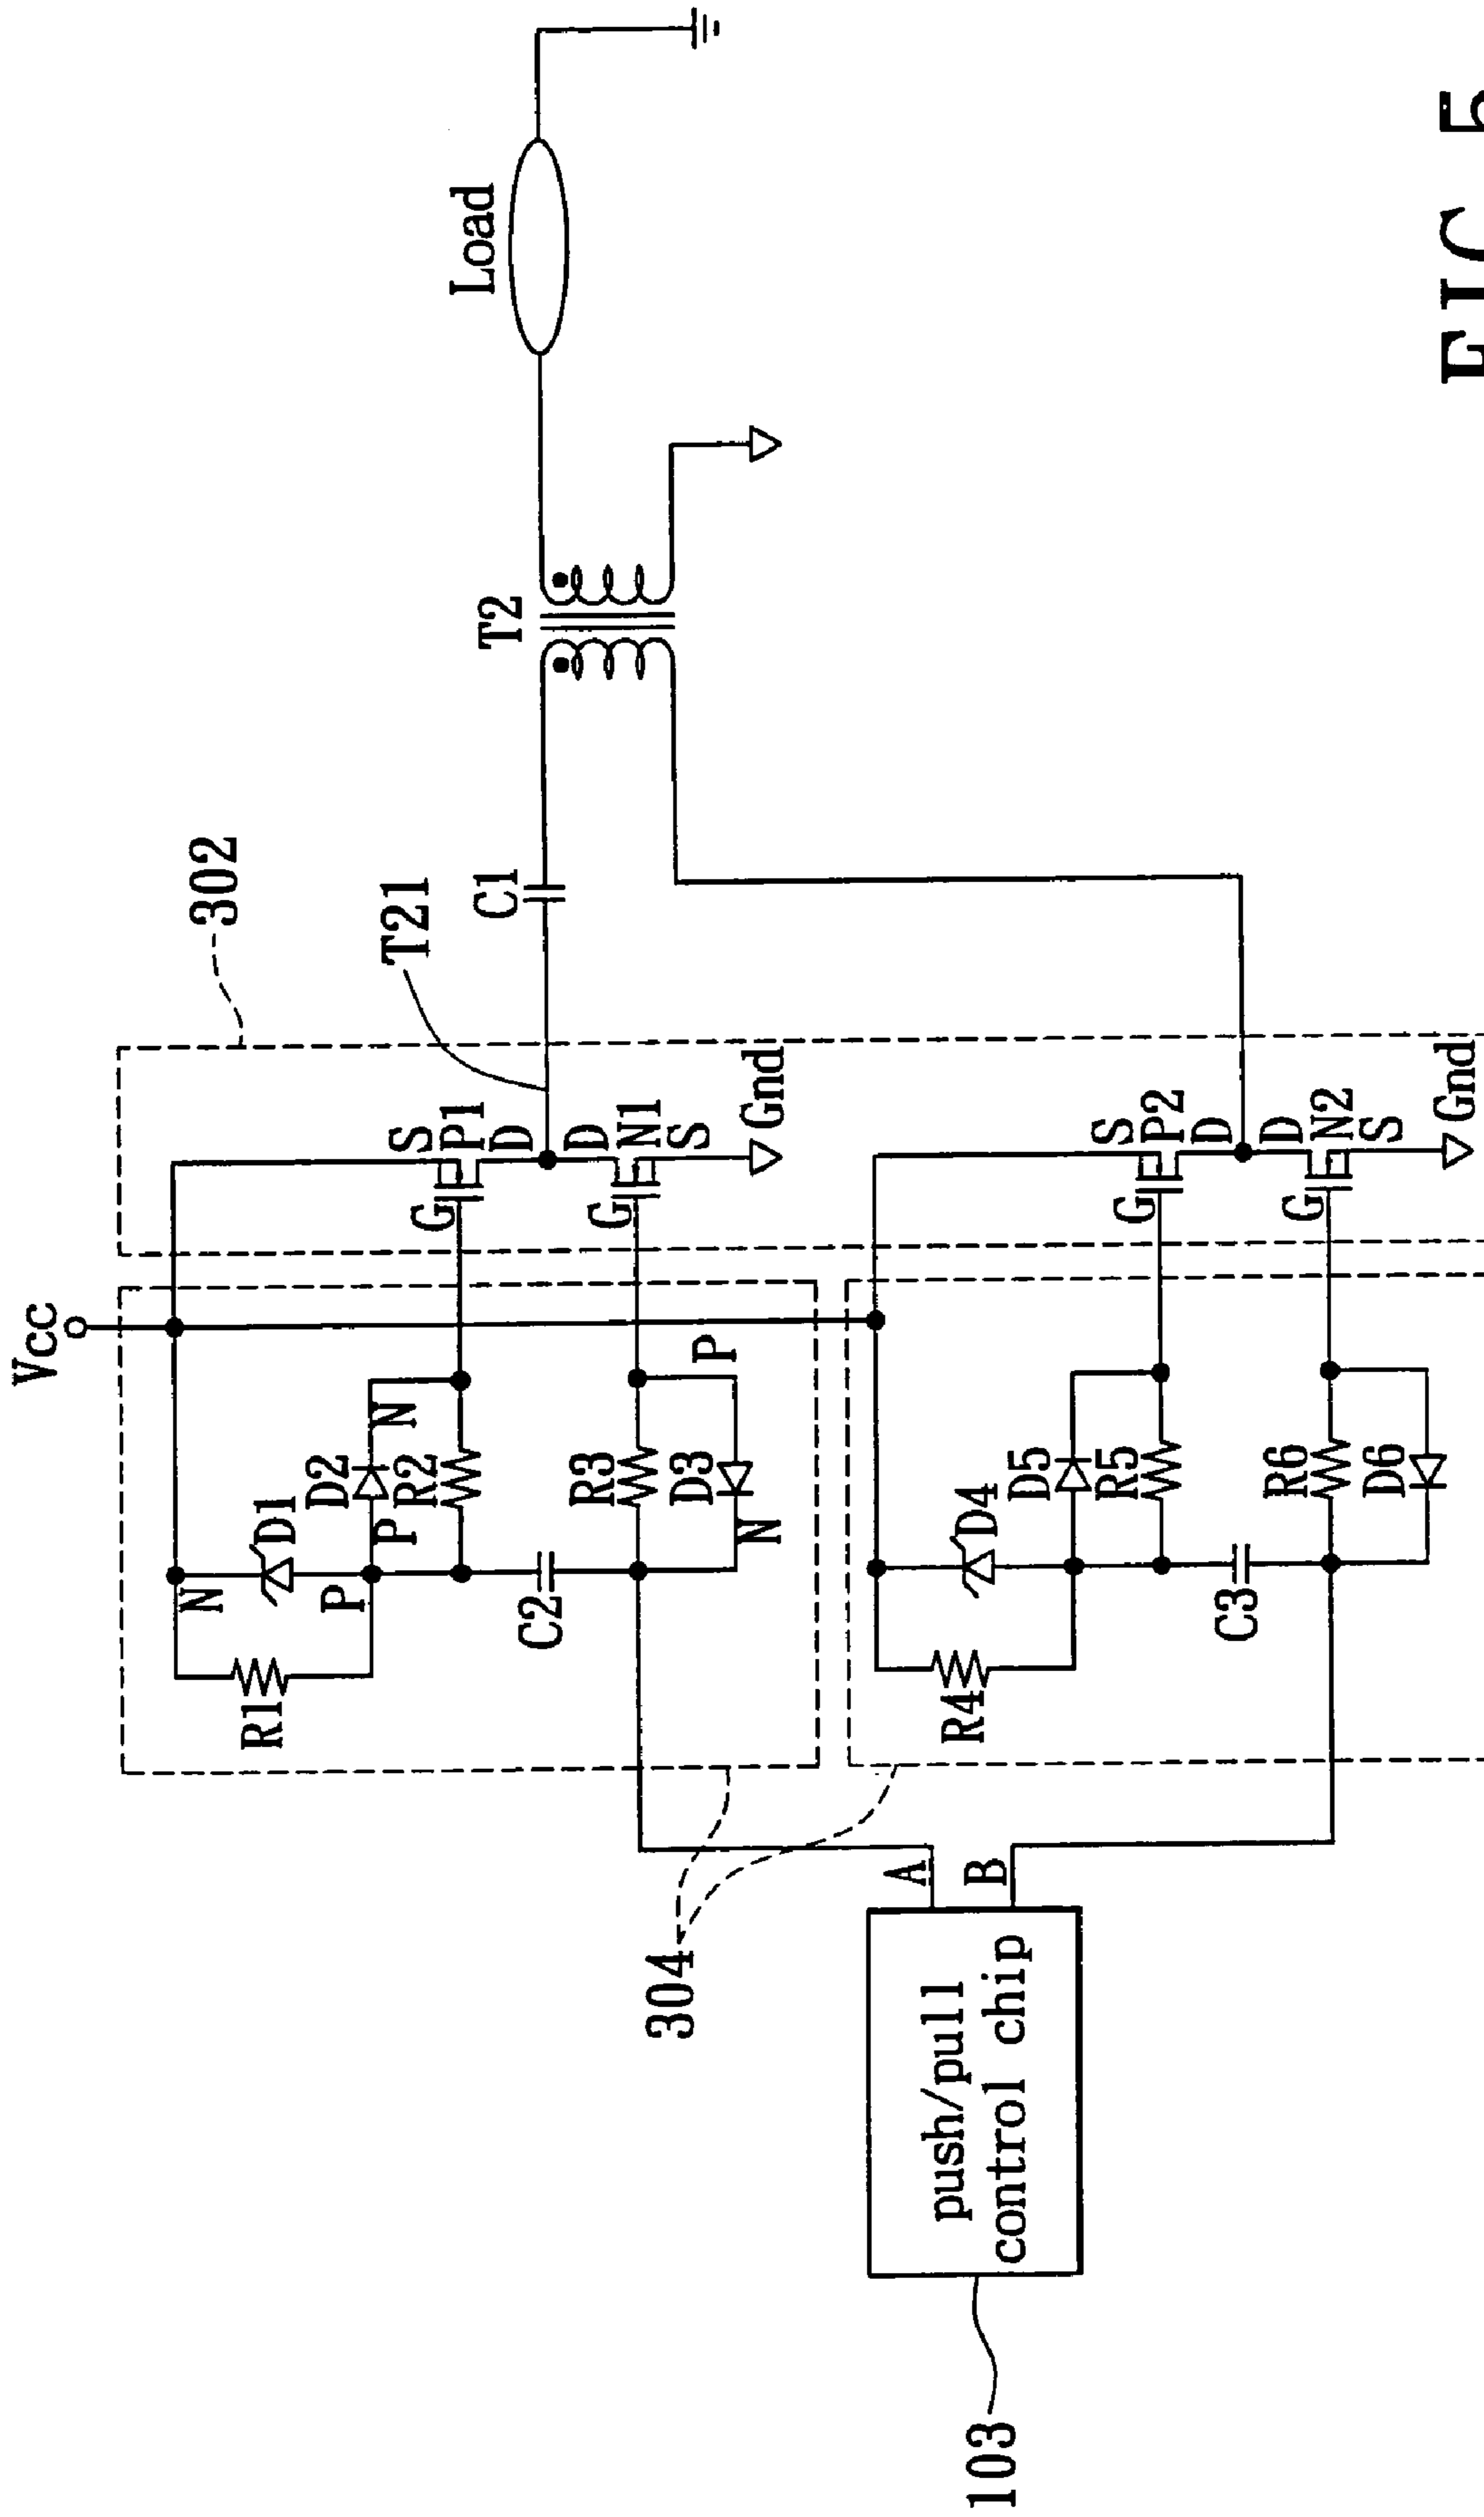 Vcc
302
T21
C1
T2
Load
N
R1
D1
P
D2
N
P
R2
G
S
P1
D
C2
R3
D
G
N1
S
P
D3
N
Gnd
304
A
B
push/pull
control chip
103
R4
D4
D5
R5
G
S
P2
D
C3
R6
D
G
N2
S
D6
Gnd